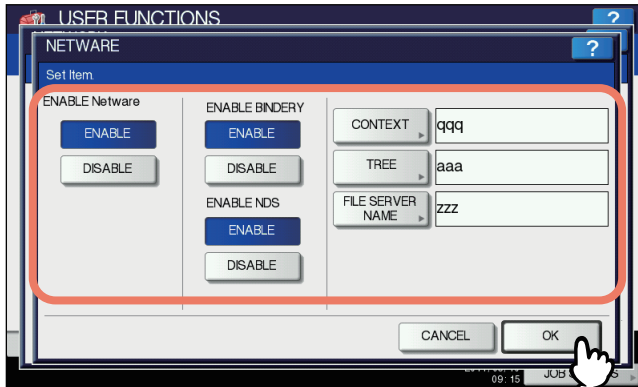 USER FUNCTIONS
?
NETWARE
?
Set Item.
ENABLE Netware
ENABLE
DISABLE
ENABLE BINDERY
ENABLE
DISABLE
ENABLE NDS
ENABLE
DISABLE
CONTEXT
qqq
TREE
aaa
FILE SERVER
NAME
zzz
CANCEL
OK
09:15
JOB